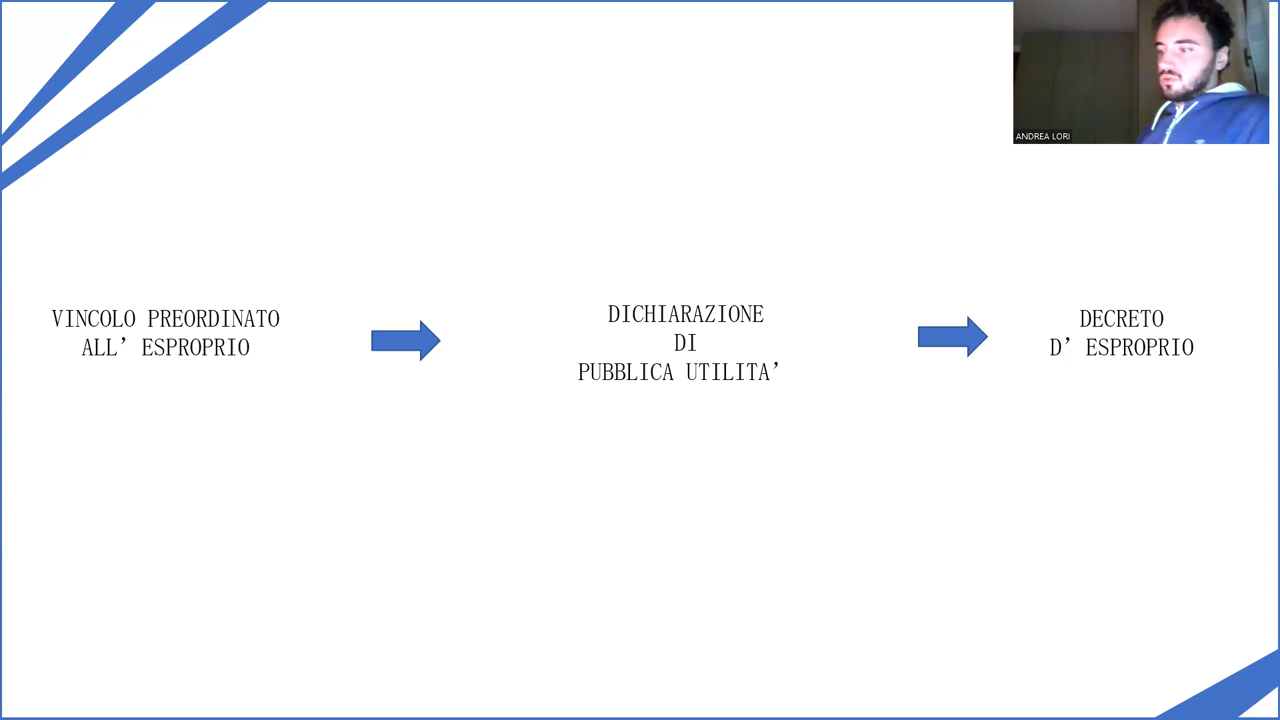 ANDREA LORI
VINCOLO PREORDINATO
ALL’ ESPROPRIO
DICHIARAZIONE
DI
PUBBLICA UTILITA’
DECRETO
D’ ESPROPRIO